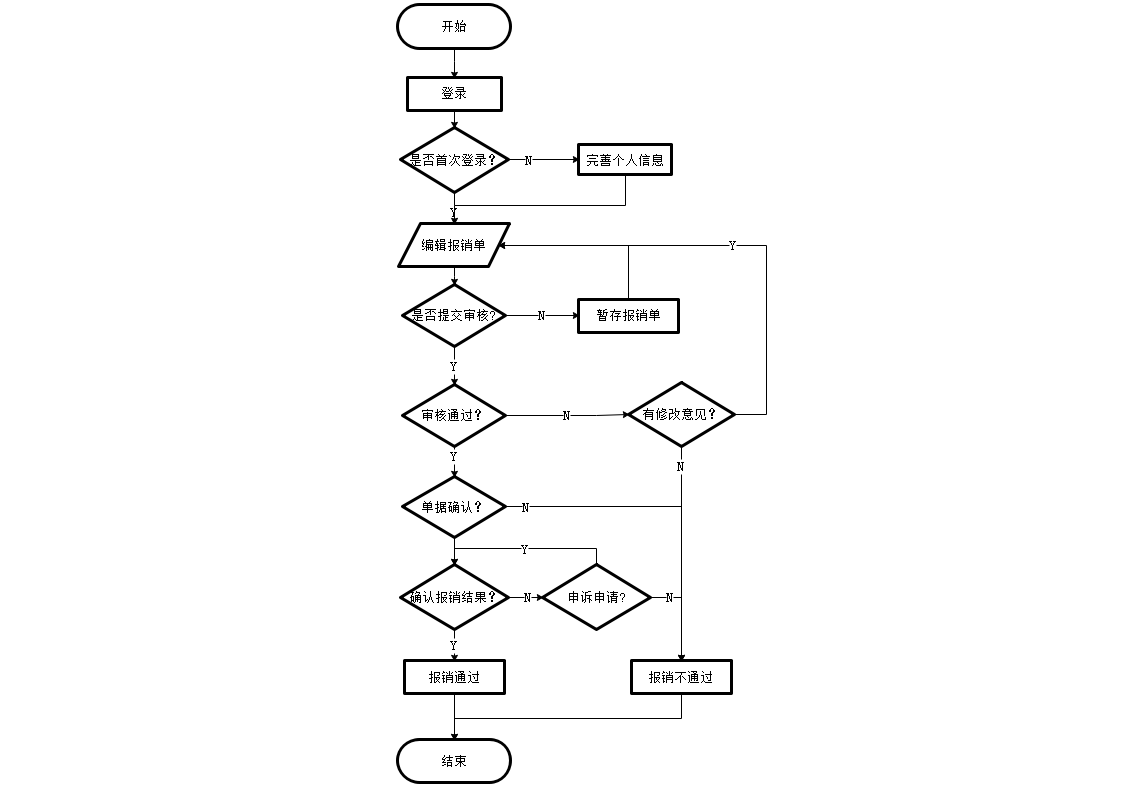 开始
登录
是否首次登录？
N
完善个人信息
Y
编辑报销单
Y
是否提交审核？
N
暂存报销单
Y
审核通过？
N
有修改意见？
Y
N
单据确认？
N
Y
确认报销结果？
N
申诉申请？
N
Y
报销通过
报销不通过
结束